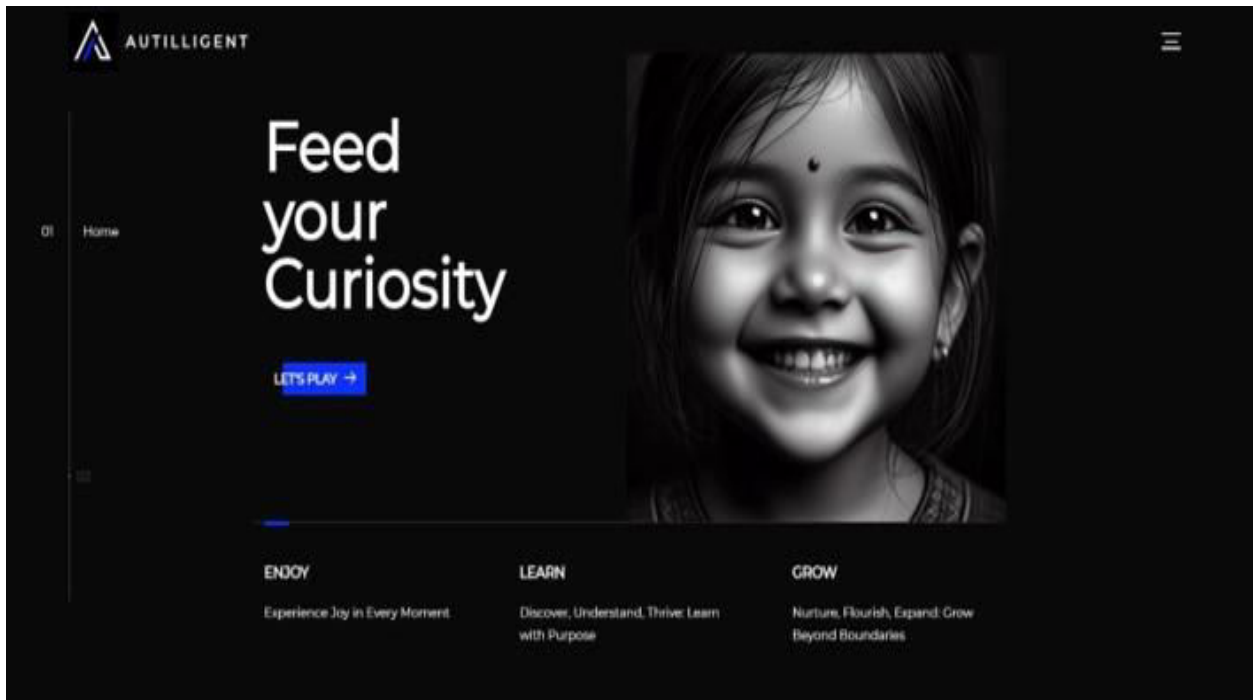 AUTILLIGENT
Feed
your
Curiosity
01 Home
LET'S PLAY →
ENJOY
Experience Joy in Every Moment
LEARN
Discover, Understand, Thrive: Learn
with Purpose
GROW
Nurture, Flourish, Expand: Grow
Beyond Boundaries